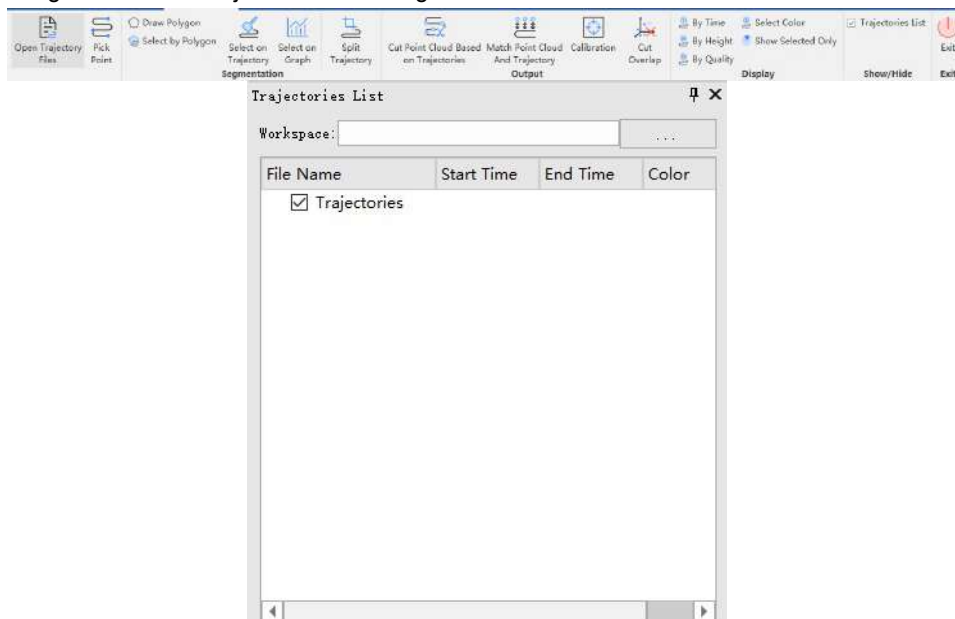 Open Trajectory Files
Pick Point
Draw Polygon
Select by Polygon
Select on Trajectory
Select on Graph
Split Trajectory
Segmentation
Cut Point Cloud Based on Trajectories
Match Point Cloud And Trajectory
Calibration
Output
Cut Overlap
By Time
By Height
By Quality
Select Color
Show Selected Only
Display
Trajectories List
Show/Hide
Exit
Exit
Trajectories List
Workspace:
...
File Name Start Time End Time Color
Trajectories